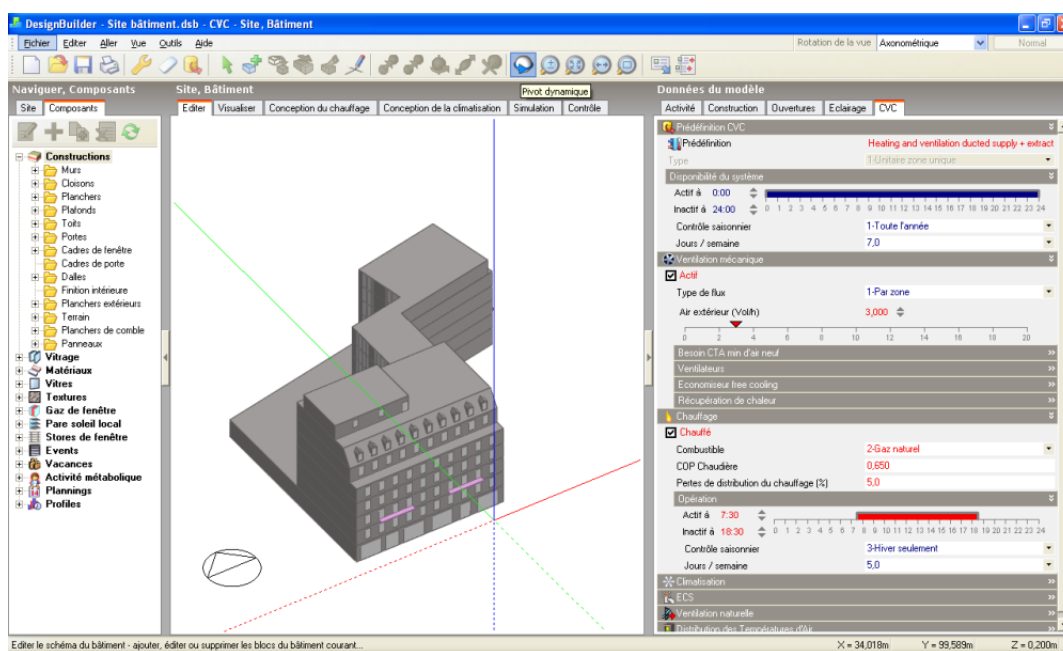 DesignBuilder - Site bâtiment.dsb - CVC - Site, Bâtiment
Fichier Editer Aller Vue Outils Aide Rotation de la vue Axonométrique Normal
Naviguer, Composants
Site Composants
Constructions
Murs
Cloisons
Planchers
Plafonds
Toits
Portes
Cadres de fenêtre
Cadres de porte
Dalles
Finition intérieure
Planchers extérieurs
Terrain
Planchers de comble
Panneaux
Vitrage
Matériaux
Vitres
Textures
Gaz de fenêtre
Pare soleil local
Stores de fenêtre
Events
Vacances
Activité métabolique
Plannings
Profiles
Site, Bâtiment
Pivot dynamique
Editer Visualiser Conception du chauffage Conception de la climatisation Simulation Contrôle
Données du modèle
Activité Construction Ouvertures Eclairage CVC
Prédéfinition CVC
Prédéfinition Heating and ventilation ducted supply + extract
Type 1-Unitaire zone unique
Disponibilité du système
Actif à 0:00
Inactif à 24:00 0 1 2 3 4 5 6 7 8 9 10 11 12 13 14 15 16 17 18 19 20 21 22 23 24
Contrôle saisonnier 1-Toute l'année
Jours / semaine 7,0
Ventilation mécanique
Actif
Type de flux 1-Par zone
Air extérieur (Vol/h) 3,000
0 2 4 6 8 10 12 14 16 18 20
Besoin CTA min d'air neuf
Ventilateurs
Economiseur free cooling
Récupération de chaleur
Chauffage
Chauffé
Combustible 2-Gaz naturel
COP Chaudière 0,650
Pertes de distribution du chauffage (%) 5,0
Opération
Actif à 7:30
Inactif à 18:30 0 1 2 3 4 5 6 7 8 9 10 11 12 13 14 15 16 17 18 19 20 21 22 23 24
Contrôle saisonnier 3-Hiver seulement
Jours / semaine 5,0
Climatisation
ECS
Ventilation naturelle
Distribution des Températures d'Air
Editer le schéma du bâtiment - ajouter, éditer ou supprimer les blocs du bâtiment courant... X = 34,018m Y = 99,589m Z = 0,200m